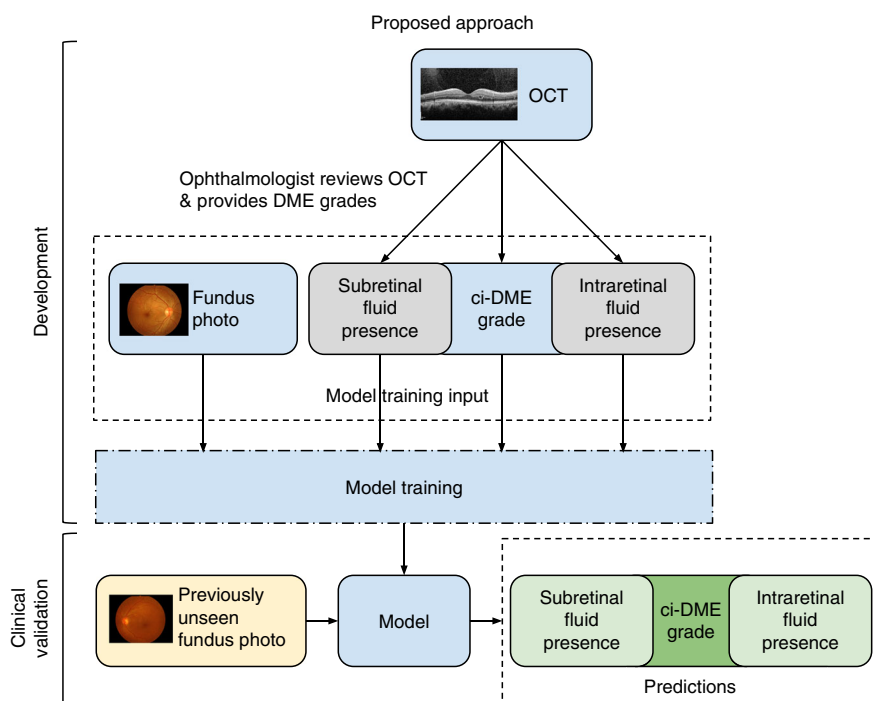 Proposed approach
OCT
Ophthalmologist reviews OCT
& provides DME grades
Development
Fundus
photo
Subretinal
fluid
presence
ci-DME
grade
Intraretinal
fluid
presence
Model training input
Model training
Clinical
validation
Previously
unseen
fundus photo
Model
Subretinal
fluid
presence
ci-DME
grade
Intraretinal
fluid
presence
Predictions